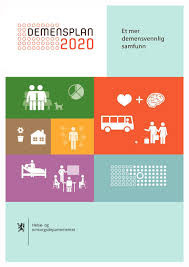 DEMENSPLAN
2020
Et mer
demensvennlig
samfunn
Helse- og
omsorgsdepartementet